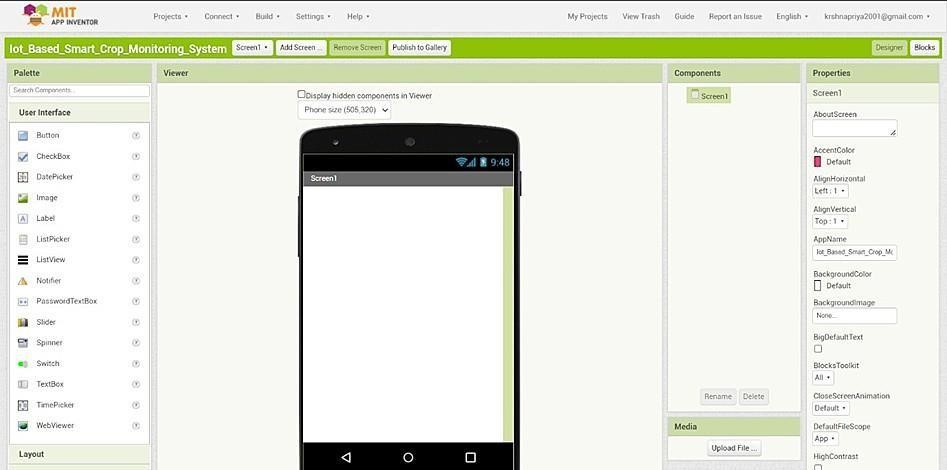 MIT
APP INVENTOR
Projects Connect Build Settings Help My Projects View Trash Guide Report an Issue English krshnapriya2001@gmail.com
Iot_Based_Smart_Crop_Monitoring_System Screen1 Add Screen ... Remove Screen Publish to Gallery Designer Blocks
Palette
Search Components...
User Interface
Button
CheckBox
DatePicker
Image
Label
ListPicker
ListView
Notifier
PasswordTextBox
Slider
Spinner
Switch
TextBox
TimePicker
WebViewer
Layout
Viewer
Display hidden components in Viewer
Phone size (505,320)
9:48
Screen1
Components
Screen1
Rename Delete
Media
Upload File ...
Properties
Screen1
AboutScreen
AccentColor
Default
AlignHorizontal
Left : 1
AlignVertical
Top : 1
AppName
Iot_Based_Smart_Crop_Mc
BackgroundColor
Default
BackgroundImage
None...
BigDefaultText
BlocksToolkit
All
CloseScreenAnimation
Default
DefaultFileScope
App
HighContrast